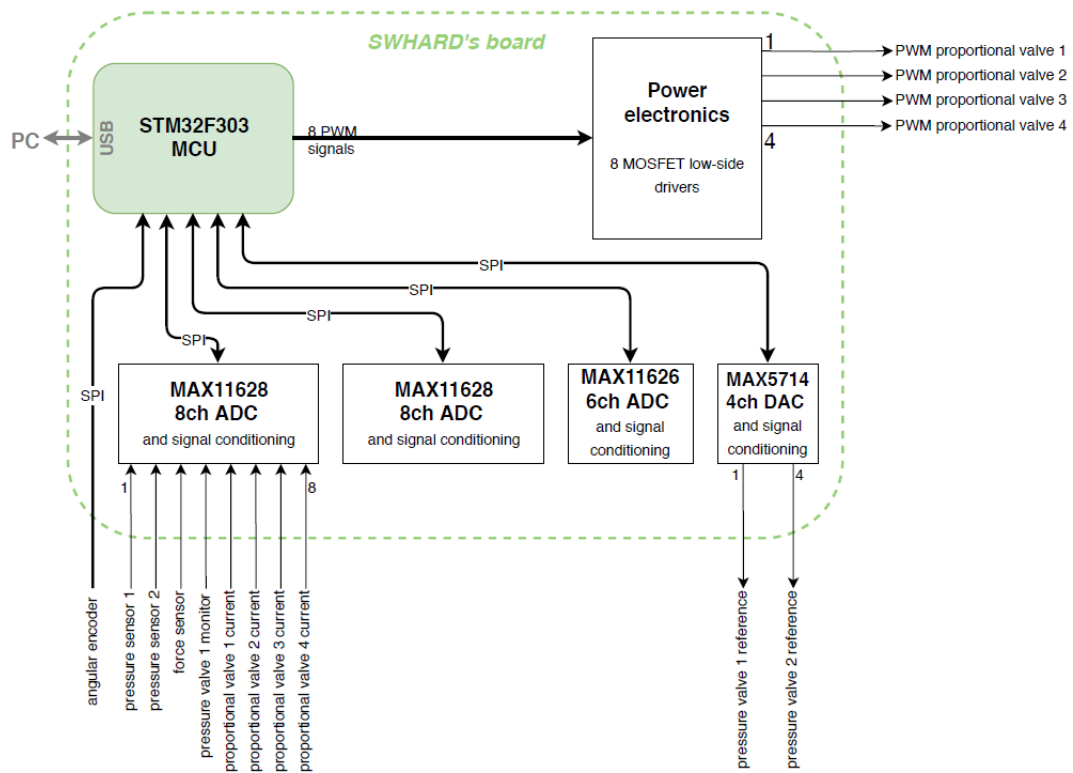 SWHARD's board
PC
USB
STM32F303
MCU
8 PWM
signals
Power
electronics
8 MOSFET low-side
drivers
1
4
PWM proportional valve 1
PWM proportional valve 2
PWM proportional valve 3
PWM proportional valve 4
SPI
SPI
SPI
SPI
SPI
MAX11628
8ch ADC
and signal conditioning
MAX11628
8ch ADC
and signal conditioning
MAX11626
6ch ADC
and signal
conditioning
MAX5714
4ch DAC
and signal
conditioning
1
8
1
4
angular encoder
pressure sensor 1
pressure sensor 2
force sensor
pressure valve 1 monitor
proportional valve 1 current
proportional valve 2 current
proportional valve 3 current
proportional valve 4 current
pressure valve 1 reference
pressure valve 2 reference